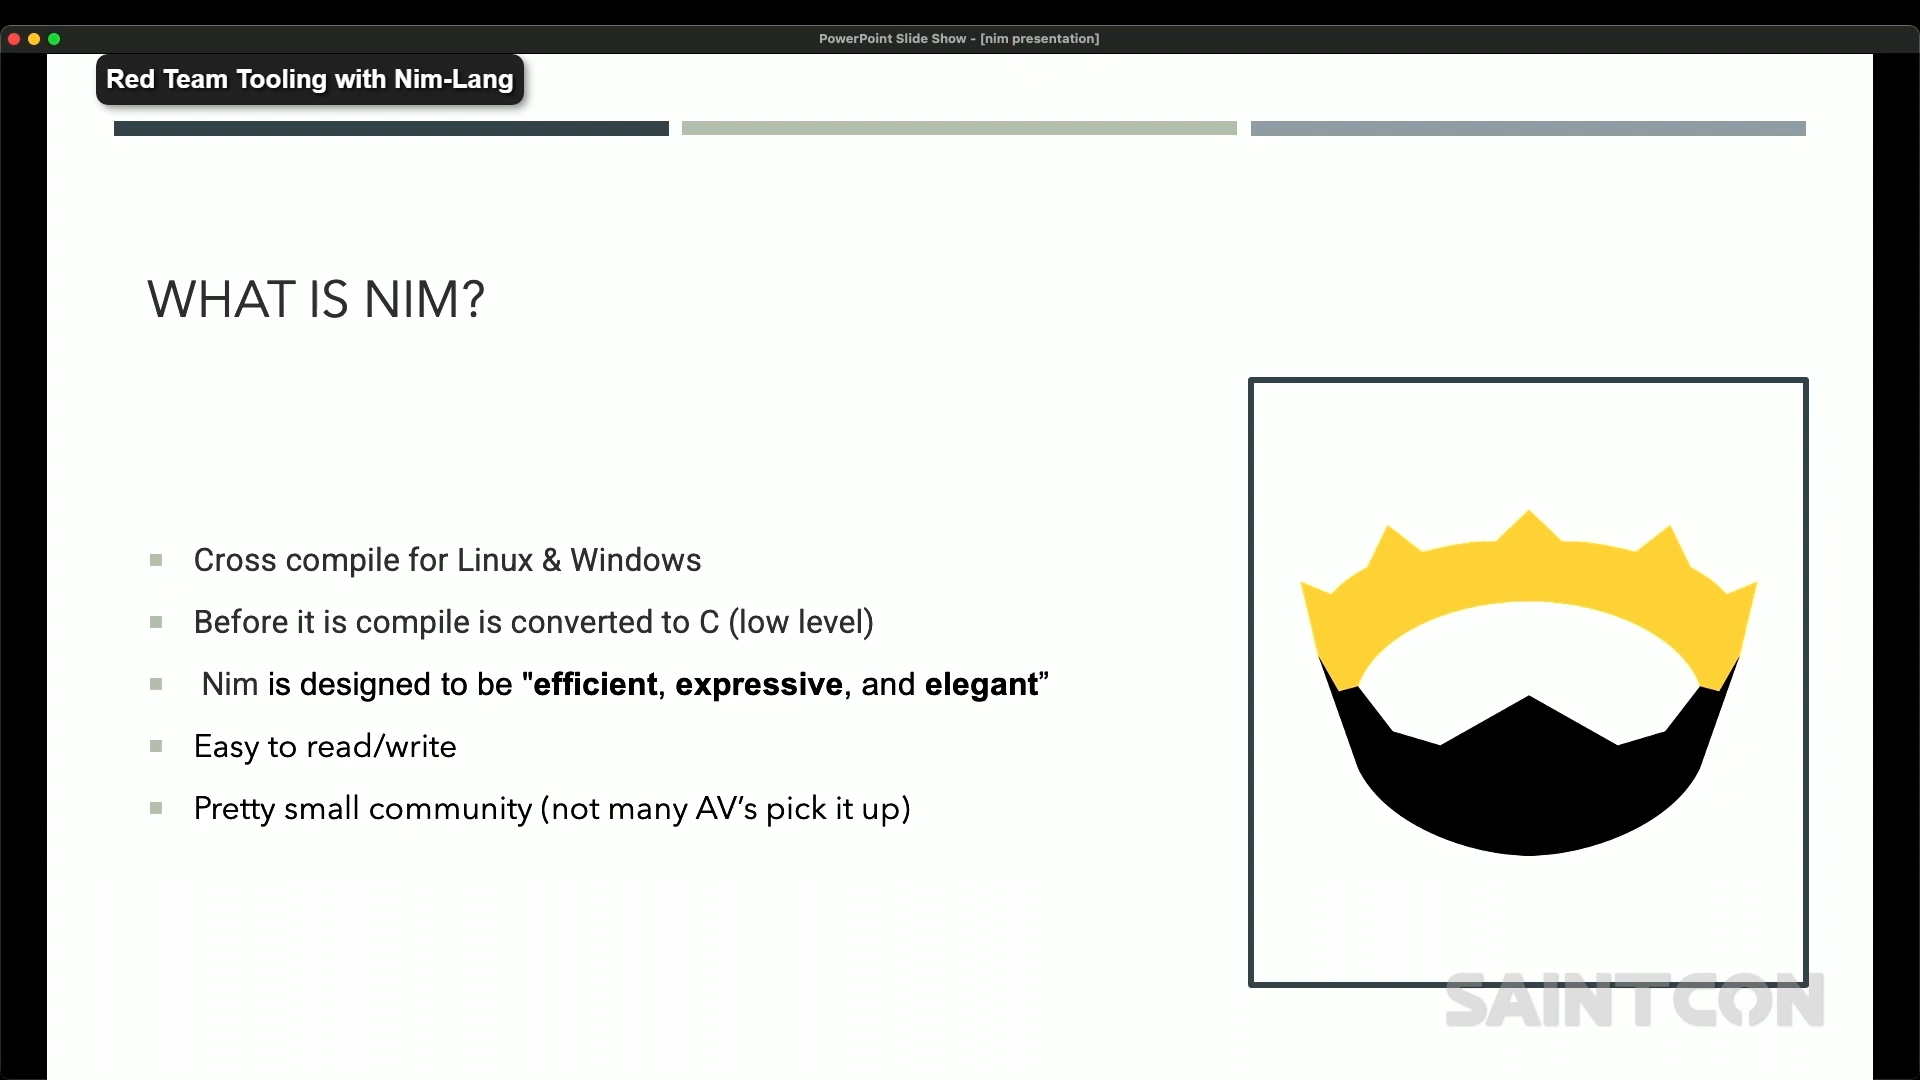 PowerPoint Slide Show - [nim presentation]
Red Team Tooling with Nim-Lang
WHAT IS NIM?
Cross compile for Linux & Windows
Before it is compile is converted to C (low level)
Nim is designed to be "efficient, expressive, and elegant”
Easy to read/write
Pretty small community (not many AV’s pick it up)
SAINTCON